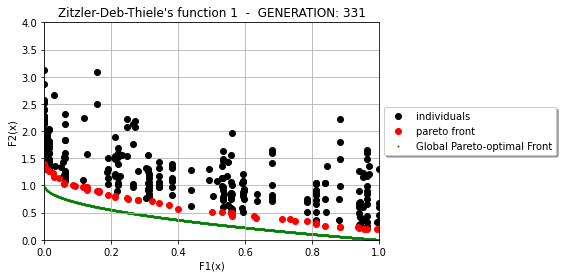 Zitzler-Deb-Thiele's function 1  -  GENERATION: 331
4.0
3.5
3.0
2.5
2.0
1.5
1.0
0.5
0.0
F2(x)
0.0 0.2 0.4 0.6 0.8 1.0
F1(x)
individuals
pareto front
Global Pareto-optimal Front